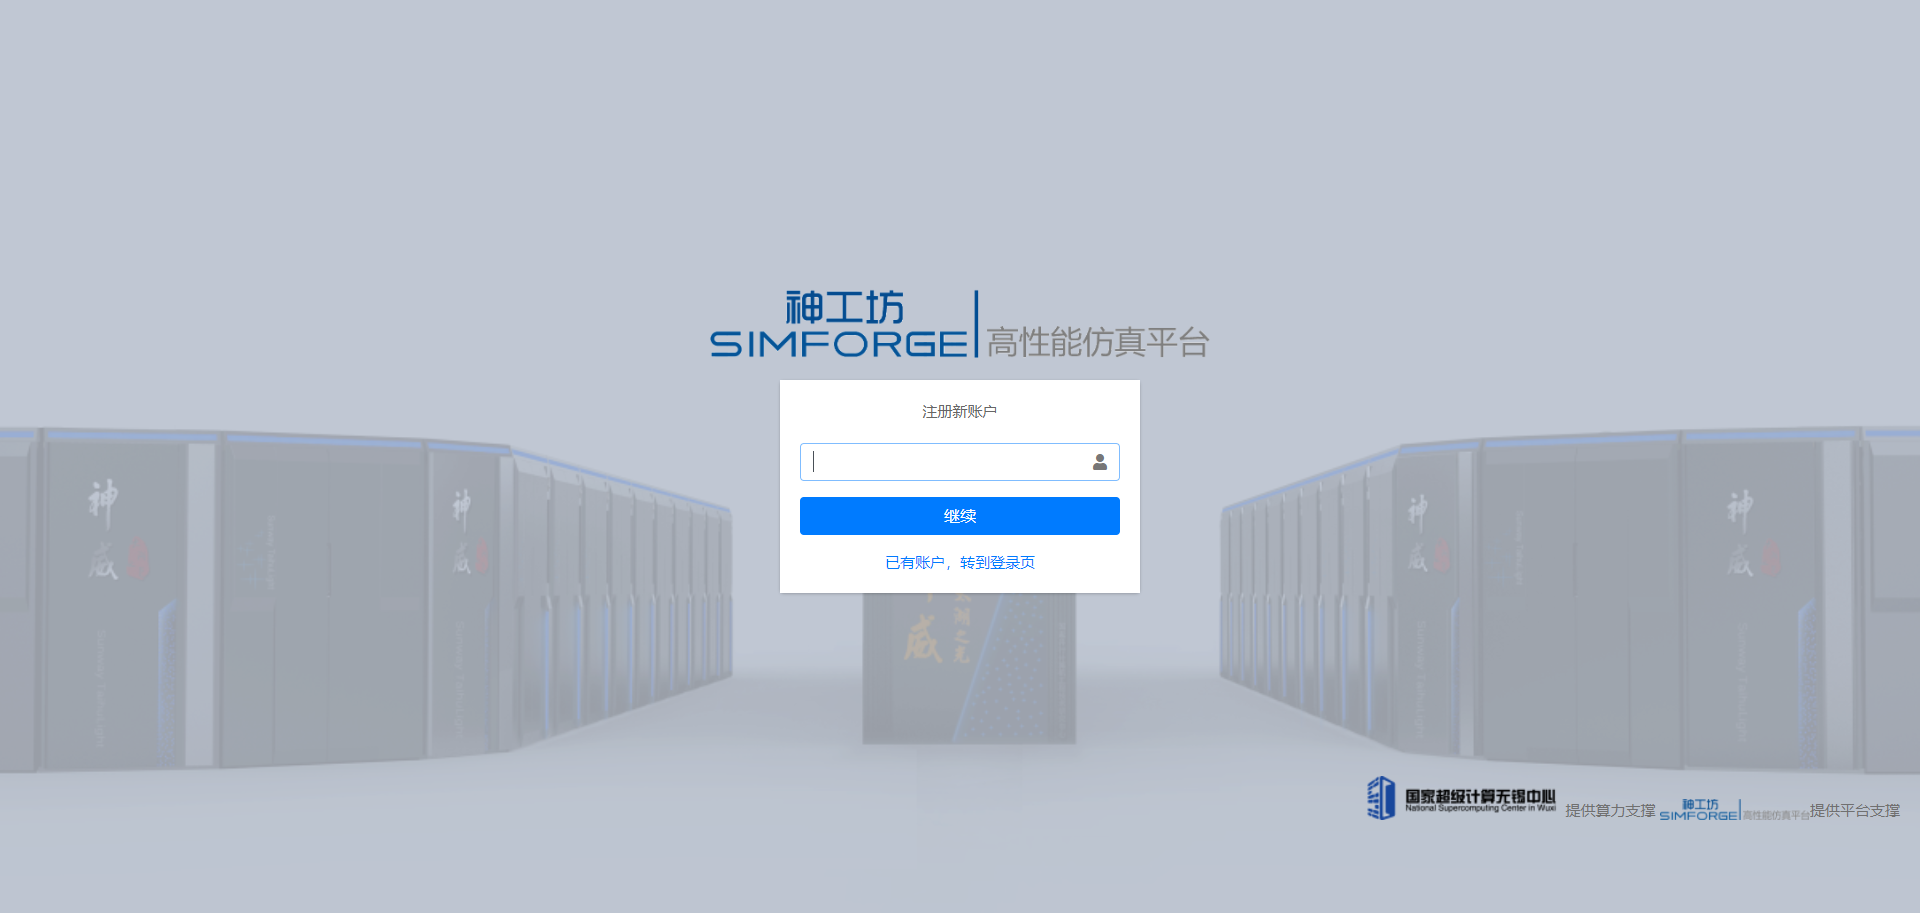 神工坊
SIMFORGE
高性能仿真平台
注册新账户
继续
已有账户，转到登录页
神威
神威
神威
神威
威
湖之光
国家超级计算无锡中心
National Supercomputing Center in Wuxi
提供算力支撑
神工坊
SIMFORGE
高性能仿真平台
提供平台支撑